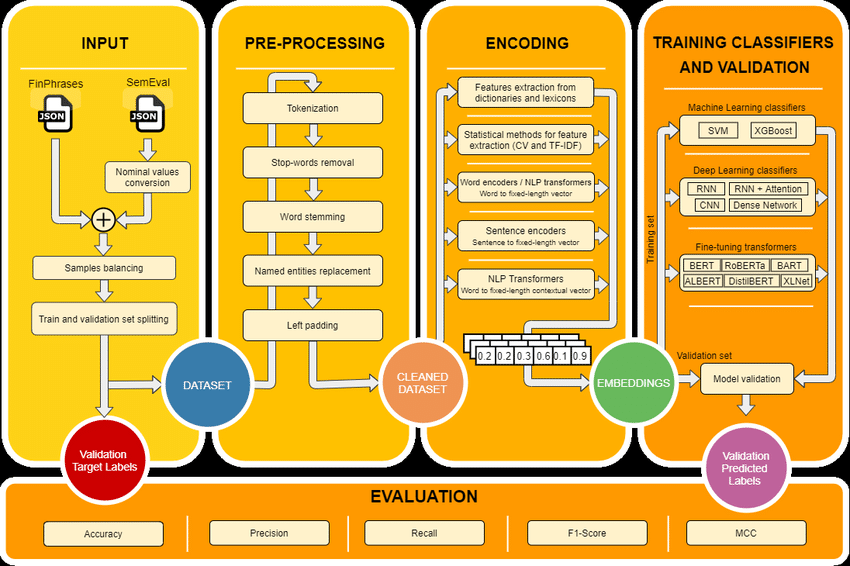 INPUT
FinPhrases
SemEval
JSON
JSON
Nominal values
conversion
Samples balancing
Train and validation set splitting
DATASET
Validation
Target Labels
PRE-PROCESSING
Tokenization
Stop-words removal
Word stemming
Named entities replacement
Left padding
CLEANED
DATASET
ENCODING
Features extraction from
dictionaries and lexicons
Statistical methods for feature
extraction (CV and TF-IDF)
Word encoders / NLP transformers
Word to fixed-length vector
Sentence encoders
Sentence to fixed-length vector
NLP Transformers
Word to fixed-length contextual vector
0.2 0.2 0.3 0.6 0.1 0.9
EMBEDDINGS
TRAINING CLASSIFIERS
AND VALIDATION
Machine Learning classifiers
SVM XGBoost
Deep Learning classifiers
RNN RNN + Attention
CNN Dense Network
Training set
Fine-tuning transformers
BERT RoBERTa BART
ALBERT DistilBERT XLNet
Validation set
Model validation
Validation
Predicted
Labels
EVALUATION
Accuracy Precision Recall F1-Score MCC